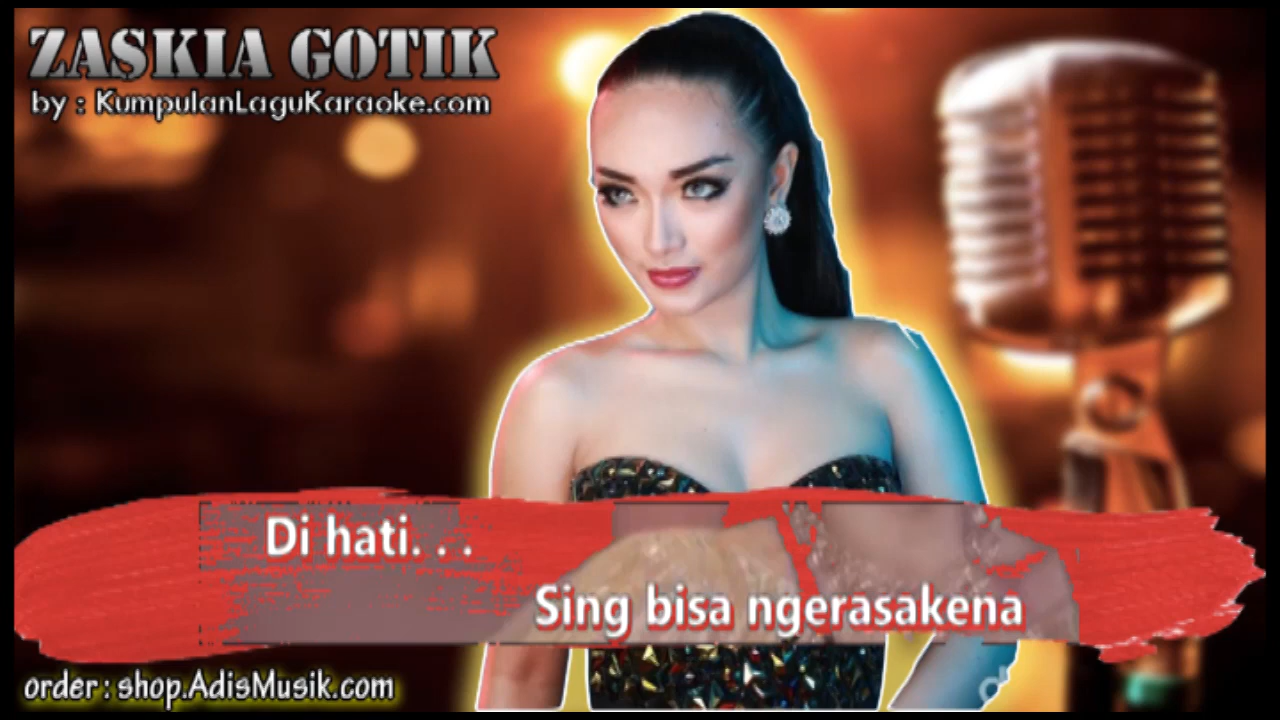 ZASKIA GOTIK
by : KumpulanLaguKaraoke.com
Di hati. . .
Sing bisa ngerasakena
order : shop.AdisMusik.com